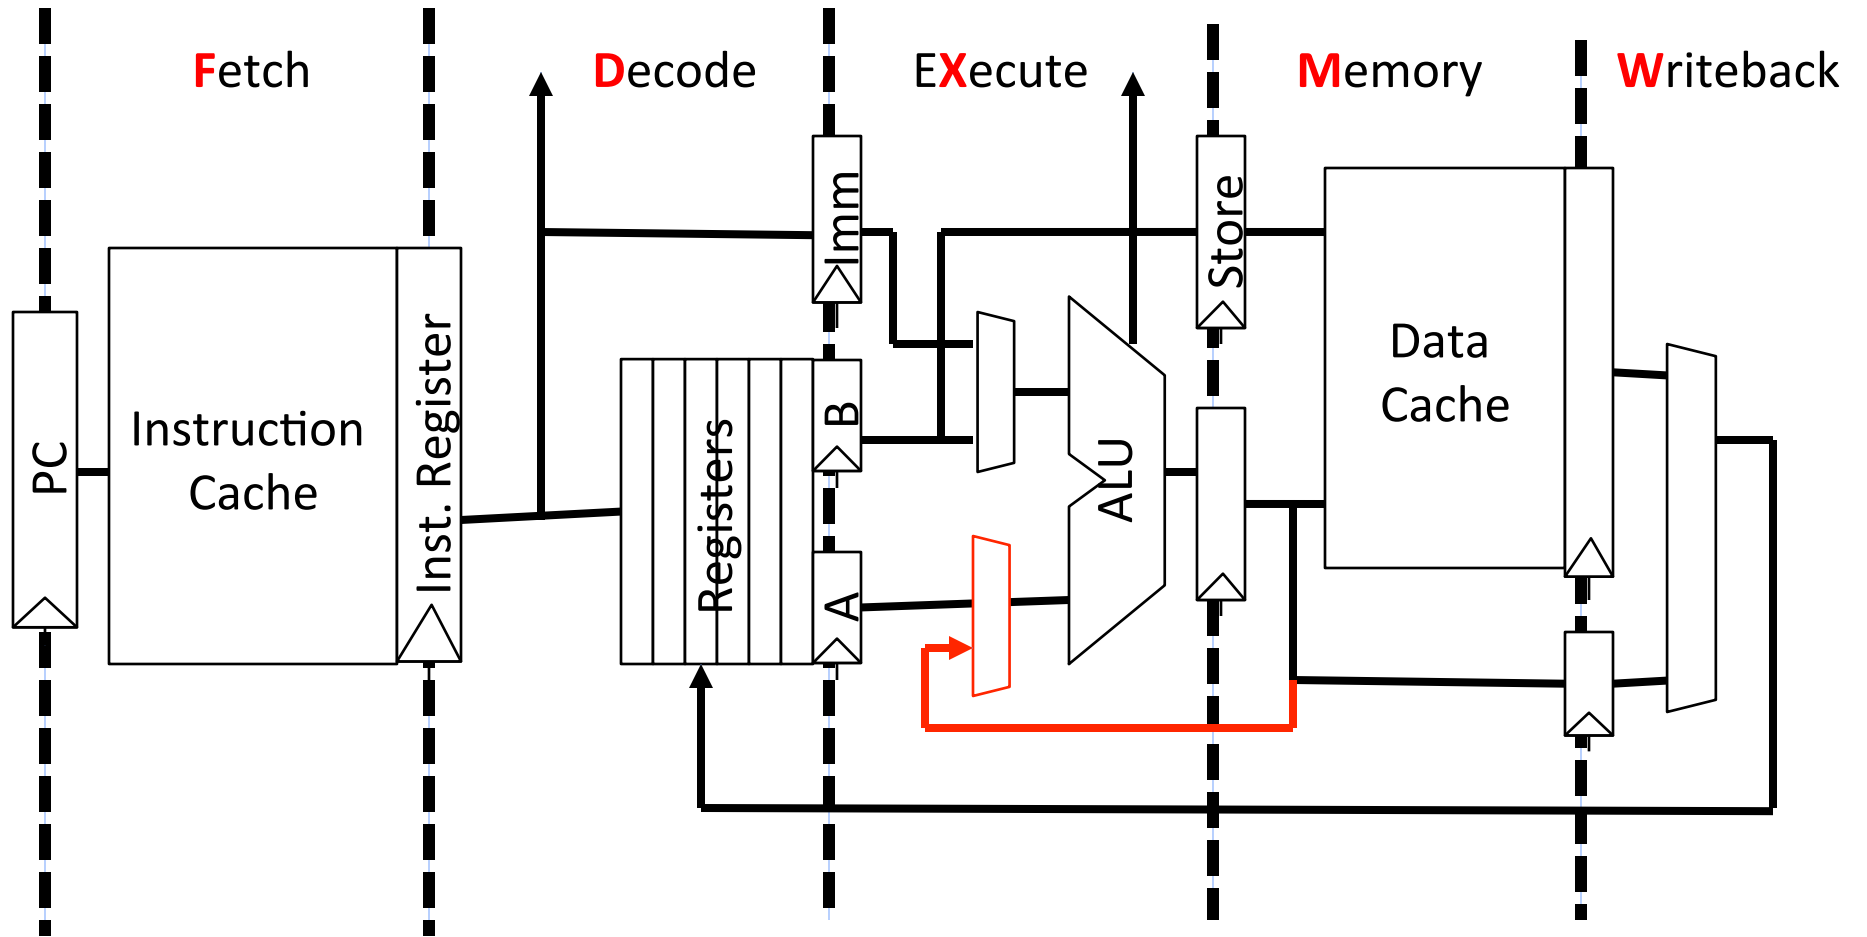 Fetch
Decode
EXecute
Memory
Writeback
PC
Instruction
Cache
Inst. Register
Registers
Imm
B
A
ALU
Store
Data
Cache